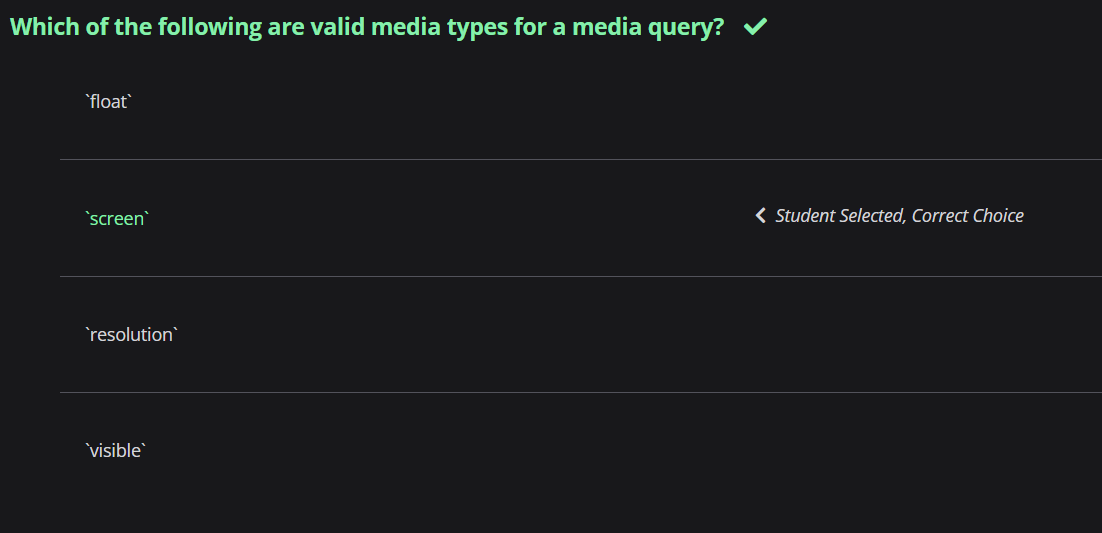 Which of the following are valid media types for a media query?
`float`
`screen`
Student Selected, Correct Choice
`resolution`
`visible`